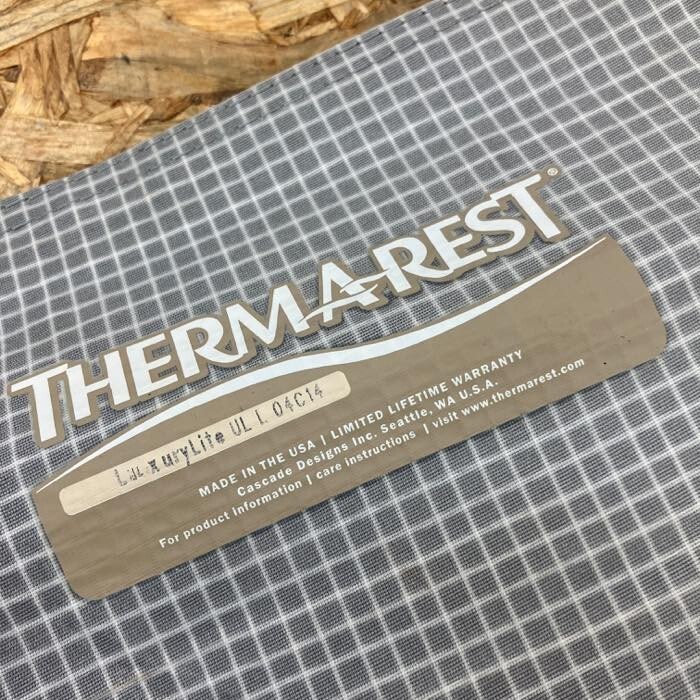 THERMAREST®
LuxuryLite UL L 04C14
MADE IN THE USA | LIMITED LIFETIME WARRANTY
Cascade Designs Inc. Seattle, WA U.S.A.
For product information | care instructions | visit www.thermarest.com